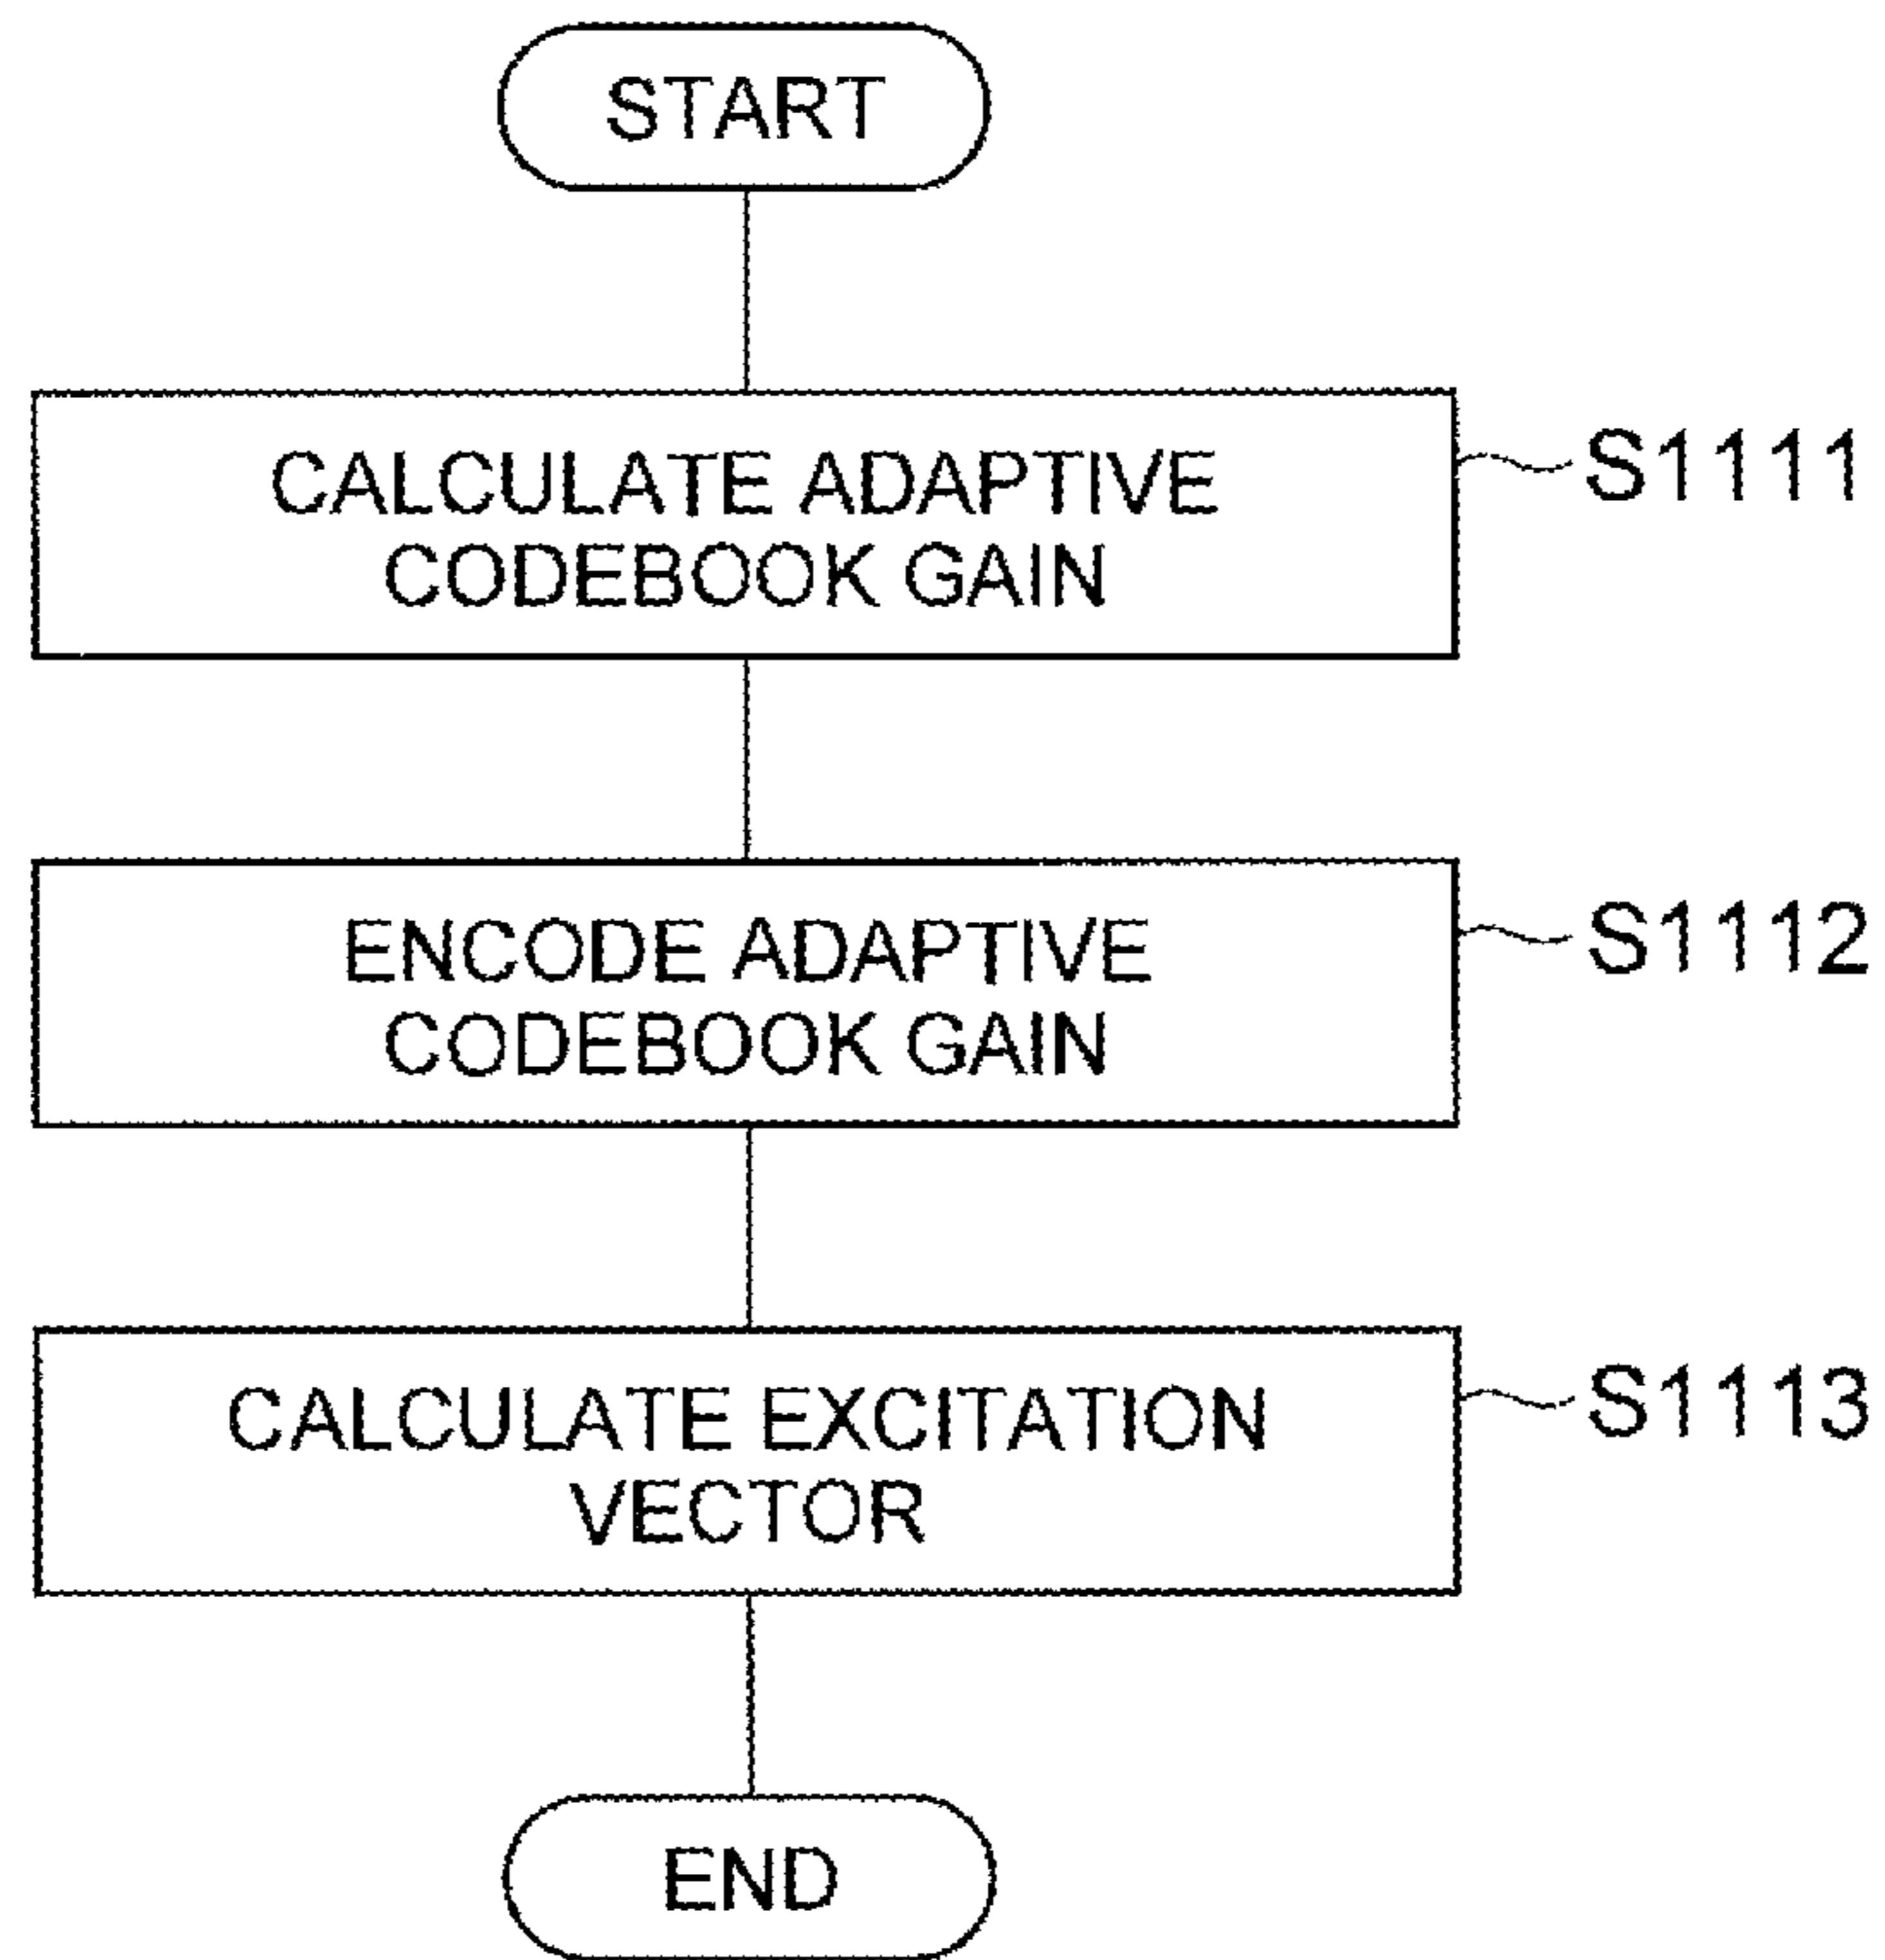 START
CALCULATE ADAPTIVE
CODEBOOK GAIN
S1111
ENCODE ADAPTIVE
CODEBOOK GAIN
S1112
CALCULATE EXCITATION
VECTOR
S1113
END